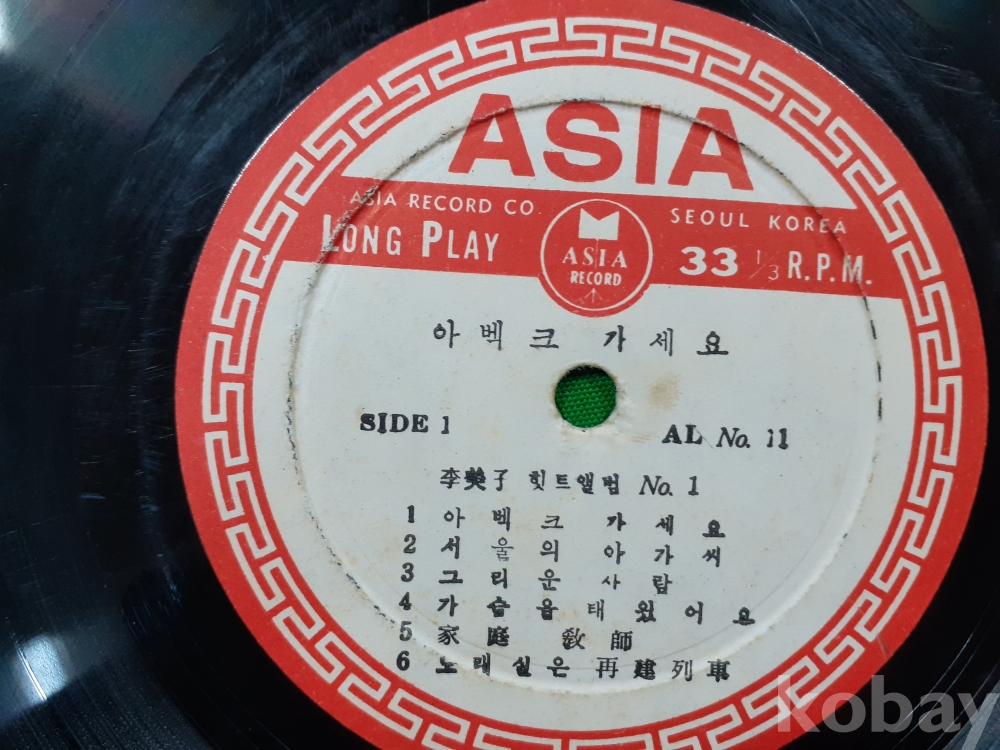 ASIA
ASIA RECORD CO
SEOUL KOREA
LONG PLAY
ASIA
RECORD
33 1/3 R.P.M.
아벡크 가세요
SIDE 1
AL No. 11
李美子 힛트앨범 No. 1
1 아벡크 가세요
2 서울의 아가씨
3 그리운 사람
4 가슴을 태웠어요
5 家庭 敎師
6 노래실은 再建列車
kobay